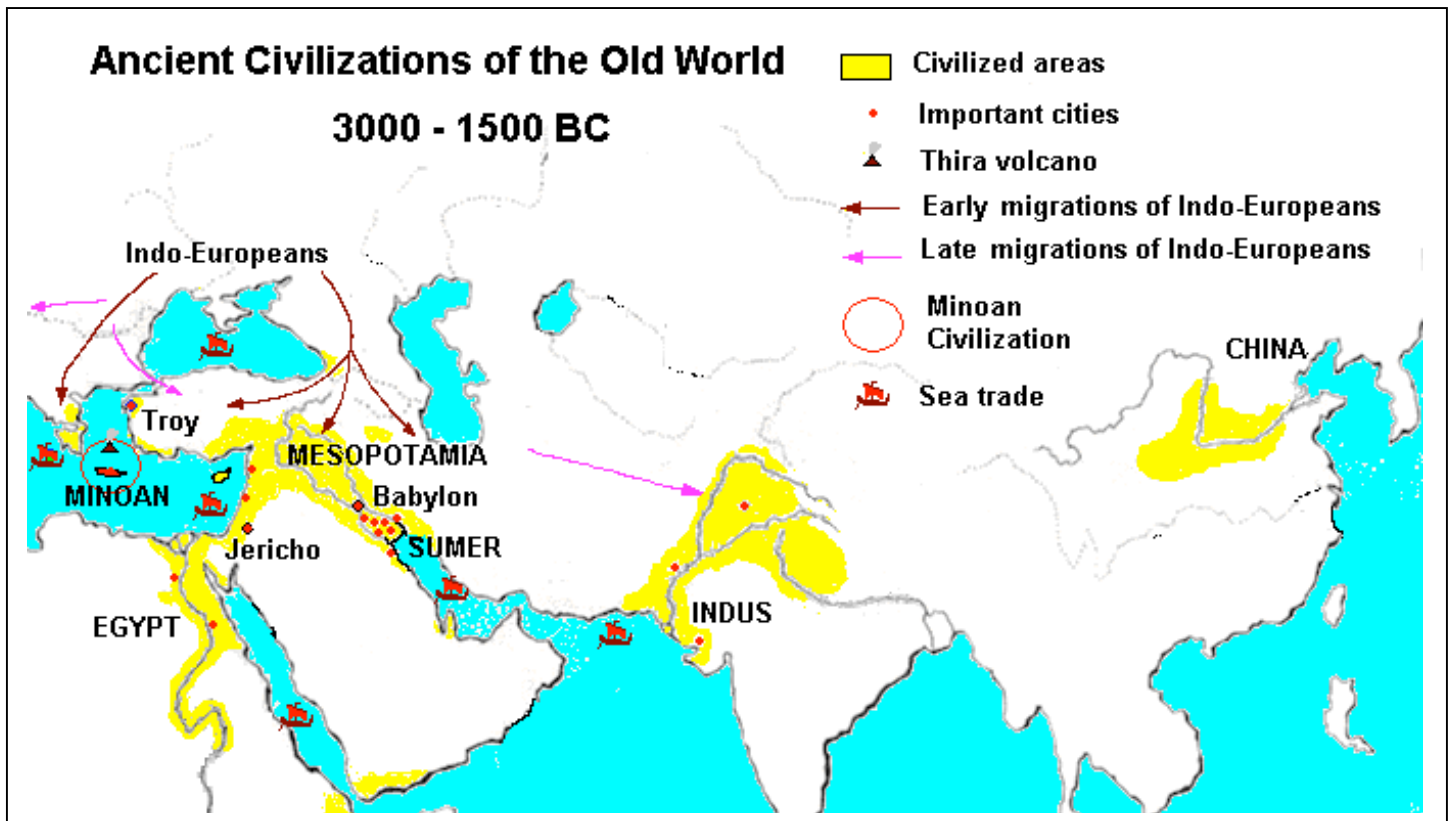 Ancient Civilizations of the Old World
3000 - 1500 BC
Civilized areas
Important cities
Thira volcano
Early migrations of Indo-Europeans
Late migrations of Indo-Europeans
Minoan
Civilization
Sea trade
Indo-Europeans
CHINA
Troy
MESOPOTAMIA
MINOAN
Babylon
Jericho
SUMER
EGYPT
INDUS